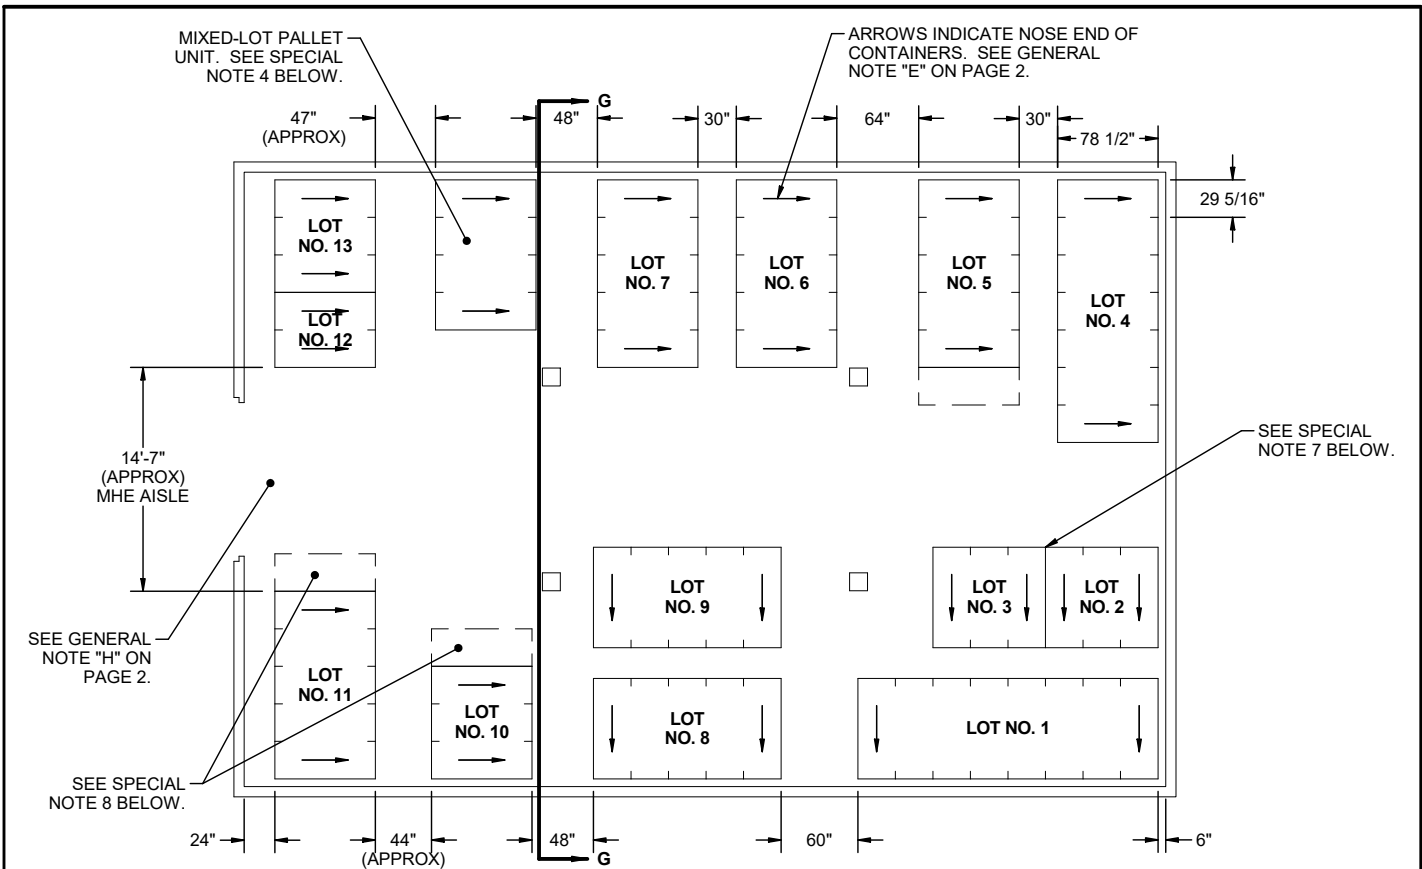 MIXED-LOT PALLET
UNIT. SEE SPECIAL
NOTE 4 BELOW.
ARROWS INDICATE NOSE END OF
CONTAINERS. SEE GENERAL
NOTE "E" ON PAGE 2.
G
47"
(APPROX)
48"
30"
64"
30"
78 1/2"
29 5/16"
LOT
NO. 13
LOT
NO. 12
LOT
NO. 7
LOT
NO. 6
LOT
NO. 5
LOT
NO. 4
14'-7"
(APPROX)
MHE AISLE
SEE SPECIAL
NOTE 7 BELOW.
SEE GENERAL
NOTE "H" ON
PAGE 2.
LOT
NO. 9
LOT
NO. 3
LOT
NO. 2
LOT
NO. 11
LOT
NO. 10
LOT
NO. 8
LOT NO. 1
SEE SPECIAL
NOTE 8 BELOW.
24"
44"
(APPROX)
48"
60"
6"
G